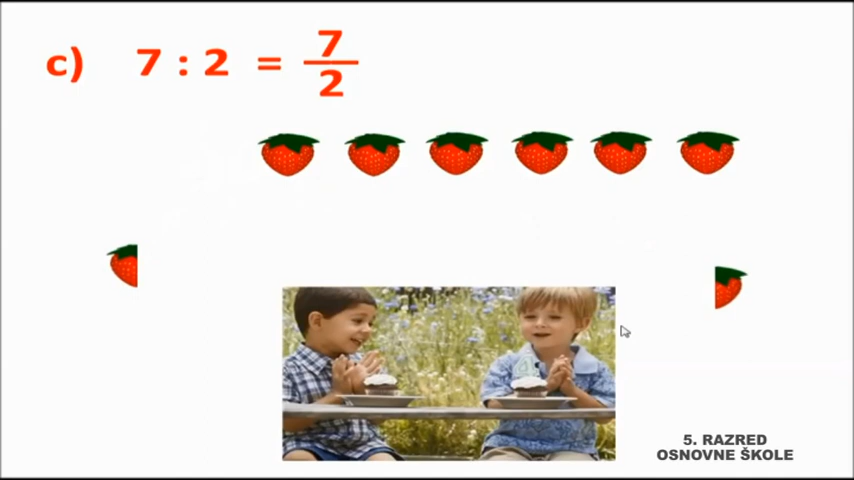 c) 7 : 2 = 7/2
5. RAZRED
OSNOVNE ŠKOLE